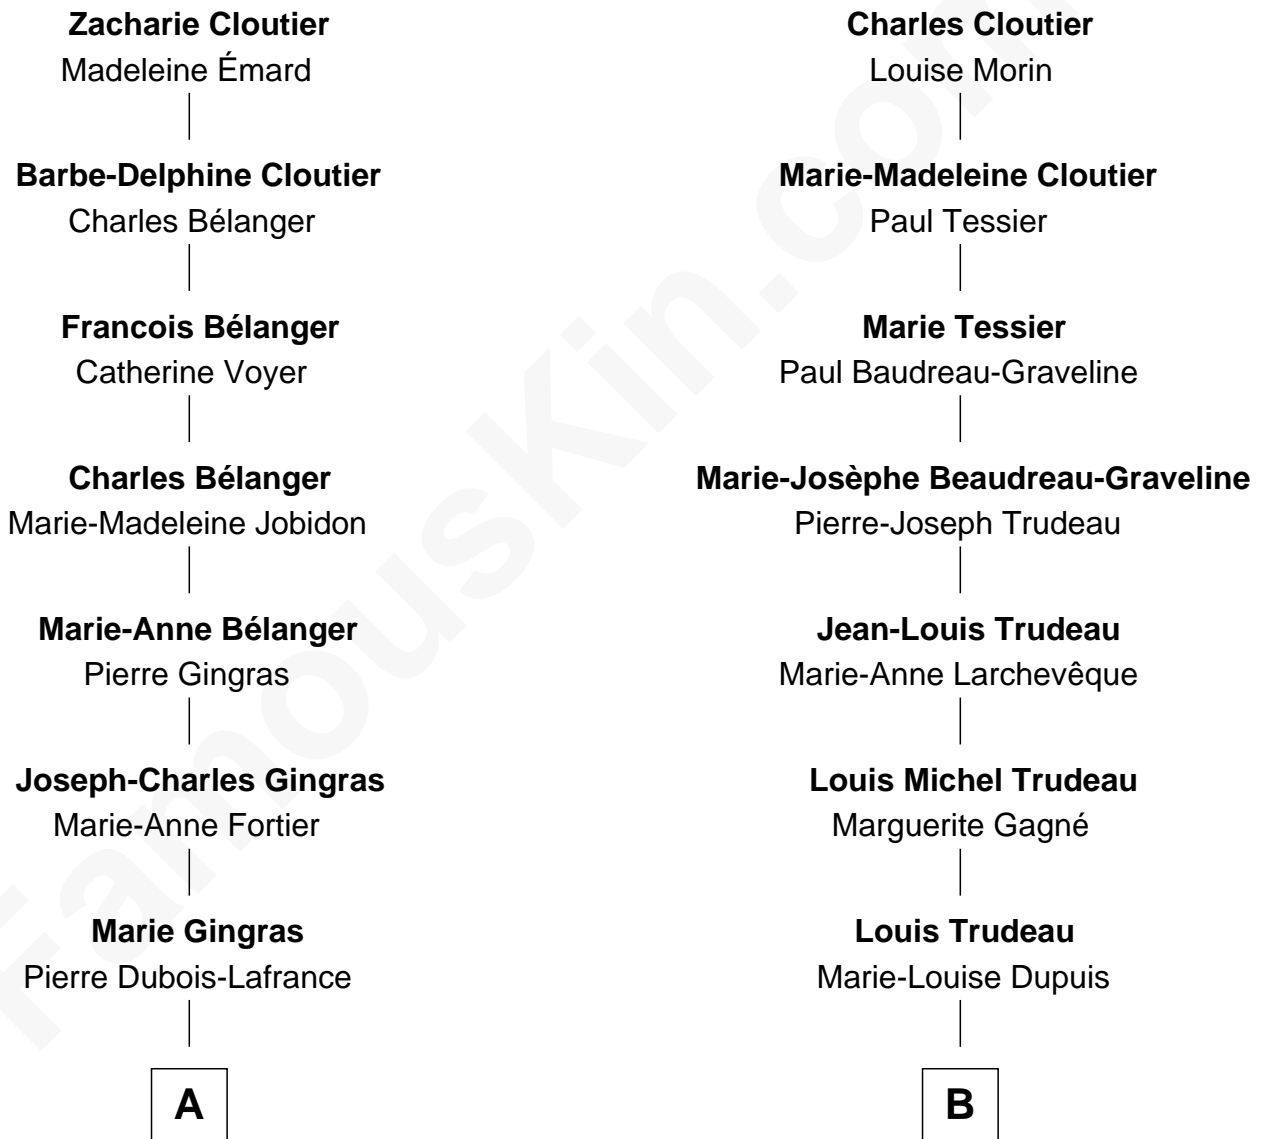 Zacharie Cloutier
Madeleine Émard
Barbe-Delphine Cloutier
Charles Bélanger
Francois Bélanger
Catherine Voyer
Charles Bélanger
Marie-Madeleine Jobidon
Marie-Anne Bélanger
Pierre Gingras
Joseph-Charles Gingras
Marie-Anne Fortier
Marie Gingras
Pierre Dubois-Lafrance
A
Charles Cloutier
Louise Morin
Marie-Madeleine Cloutier
Paul Tessier
Marie Tessier
Paul Baudreau-Graveline
Marie-Josèphe Beaudreau-Graveline
Pierre-Joseph Trudeau
Jean-Louis Trudeau
Marie-Anne Larchevêque
Louis Michel Trudeau
Marguerite Gagné
Louis Trudeau
Marie-Louise Dupuis
B
FamousKin.com